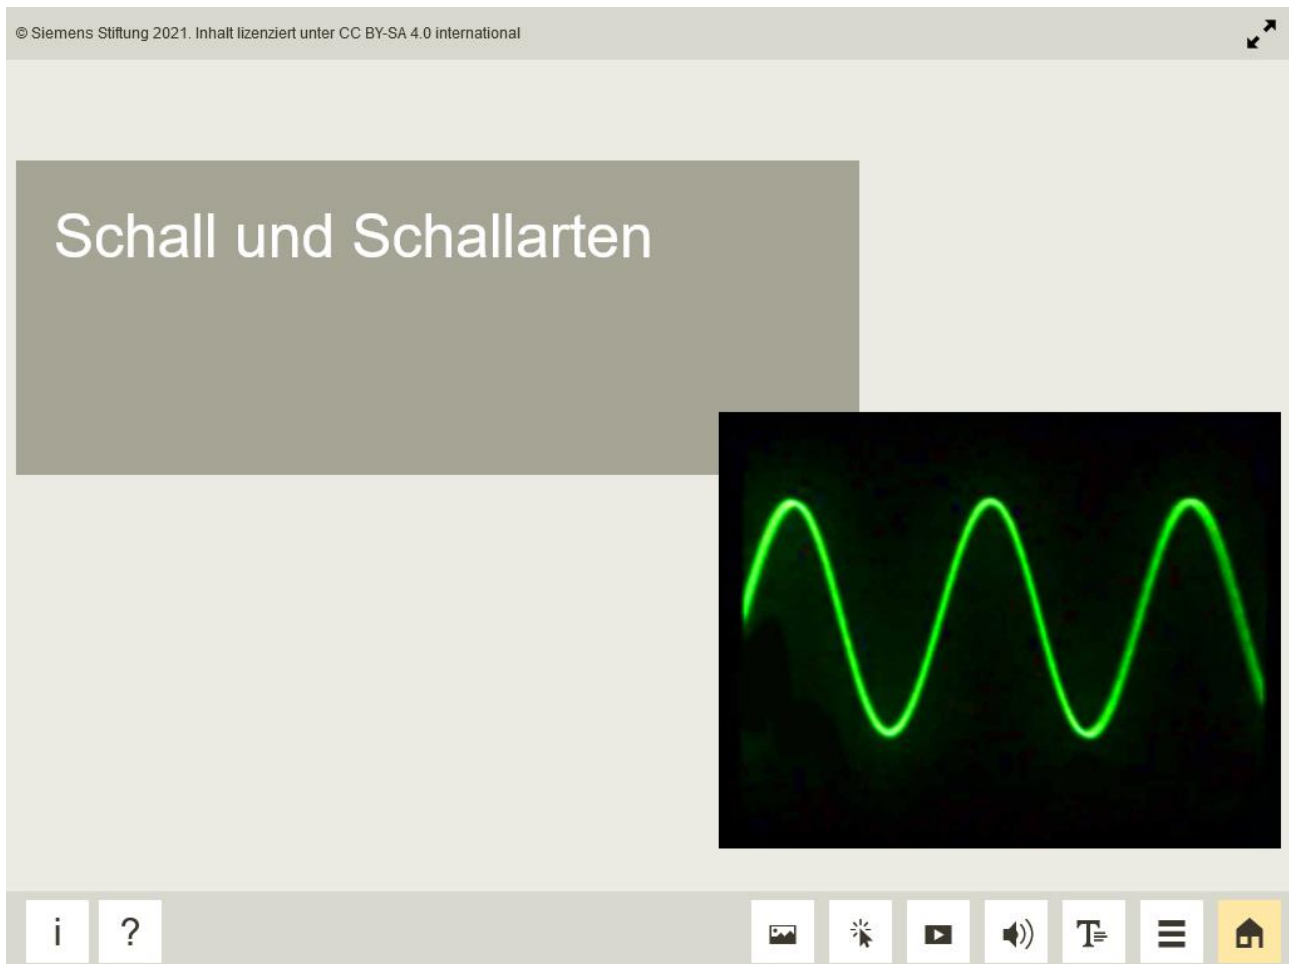 © Siemens Stiftung 2021. Inhalt lizenziert unter CC BY-SA 4.0 international
Schall und Schallarten
i ?